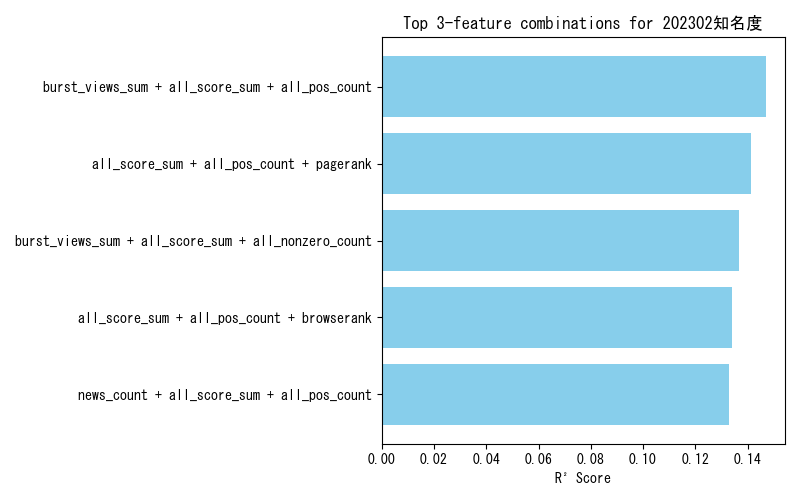 Top 3-feature combinations for 202302知名度
burst_views_sum + all_score_sum + all_pos_count
all_score_sum + all_pos_count + pagerank
burst_views_sum + all_score_sum + all_nonzero_count
all_score_sum + all_pos_count + browserank
news_count + all_score_sum + all_pos_count
0.00 0.02 0.04 0.06 0.08 0.10 0.12 0.14
R² Score